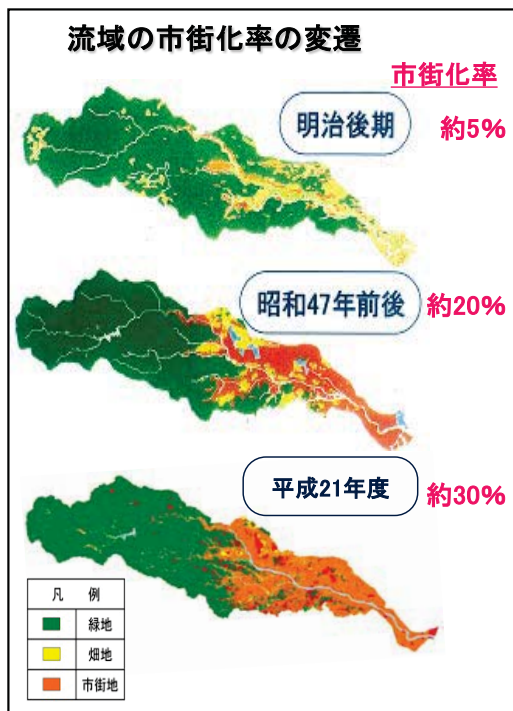 流域の市街化率の変遷
市街化率
明治後期
約5%
昭和47年前後
約20%
平成21年度
約30%
凡 例
緑地
畑地
市街地